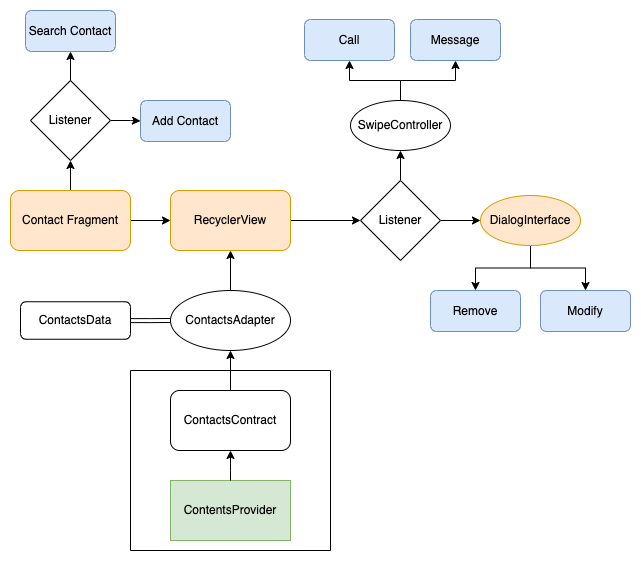 Search Contact
Call
Message
Listener
Add Contact
SwipeController
Contact Fragment
RecyclerView
Listener
DialogInterface
ContactsData
ContactsAdapter
Remove
Modify
ContactsContract
ContentsProvider